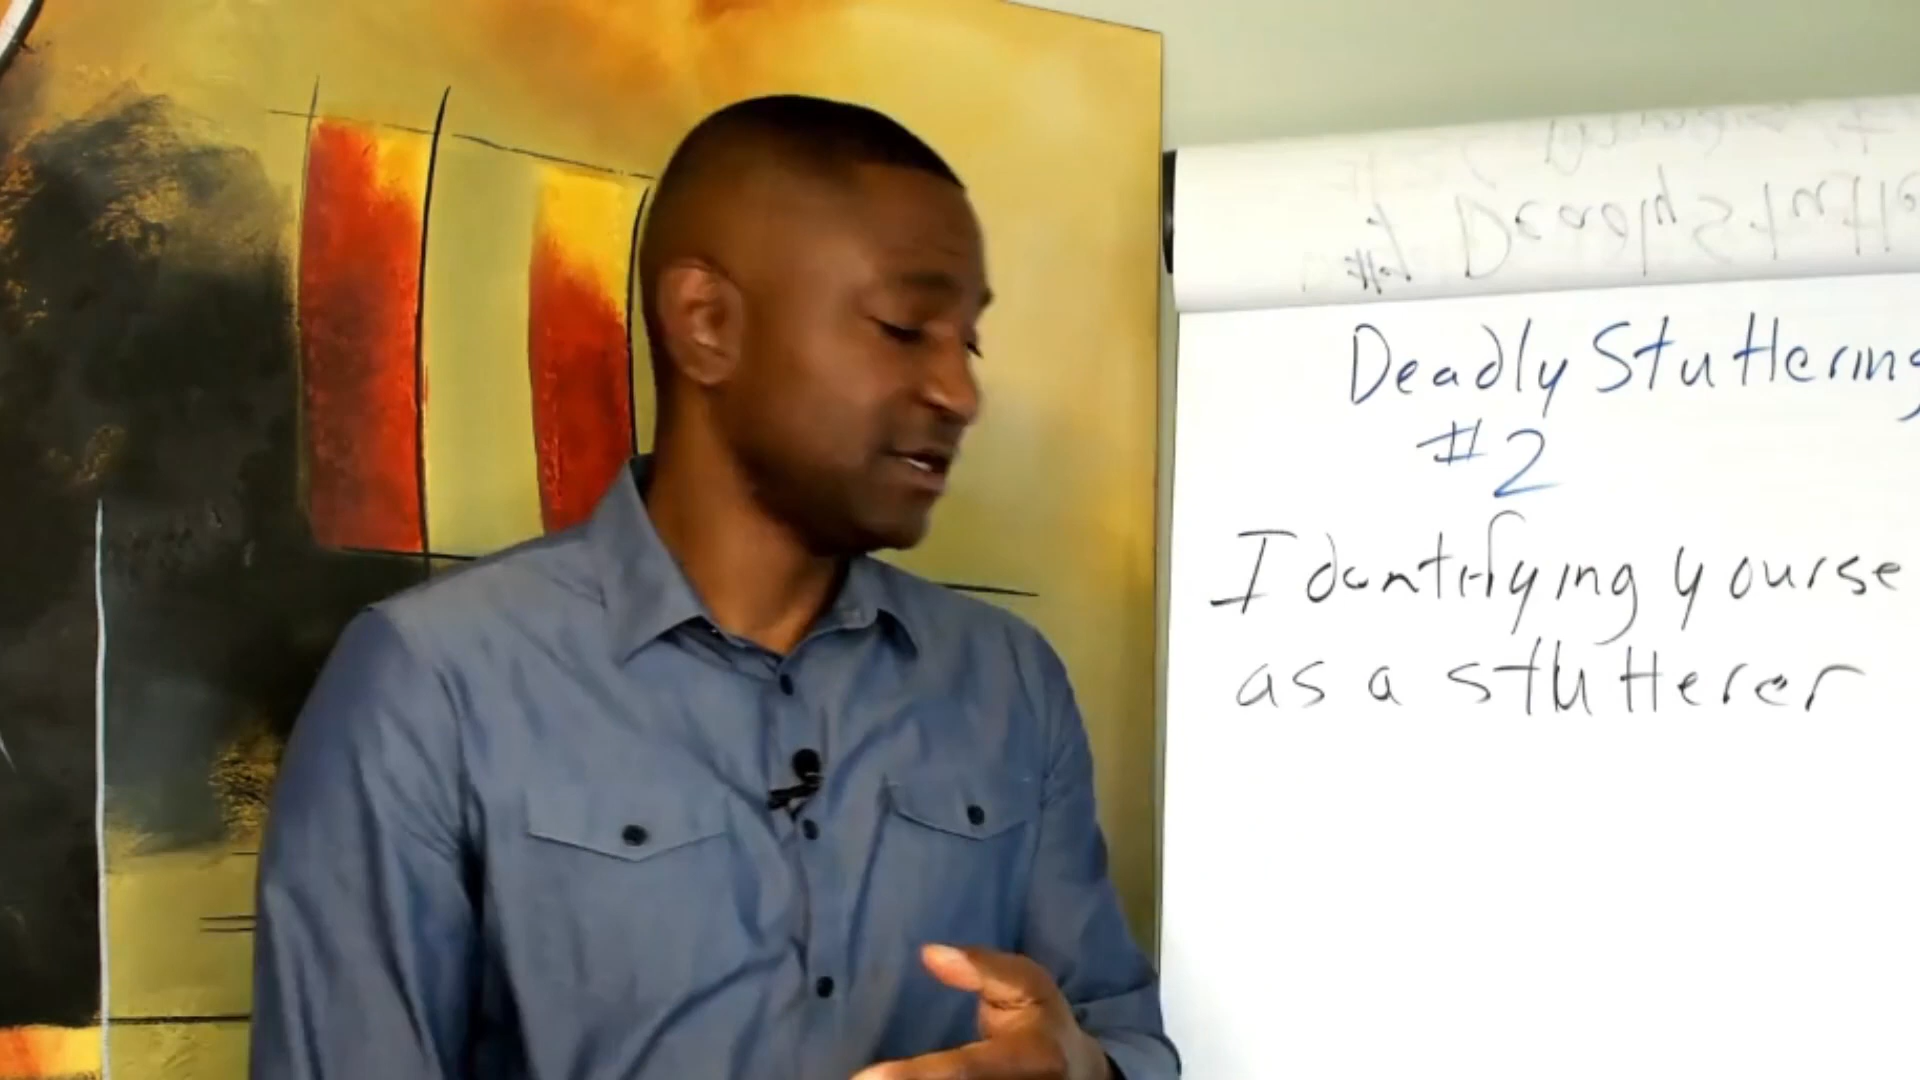 Deadly Stuttering
#2
Identifying yourse
as a stutterer